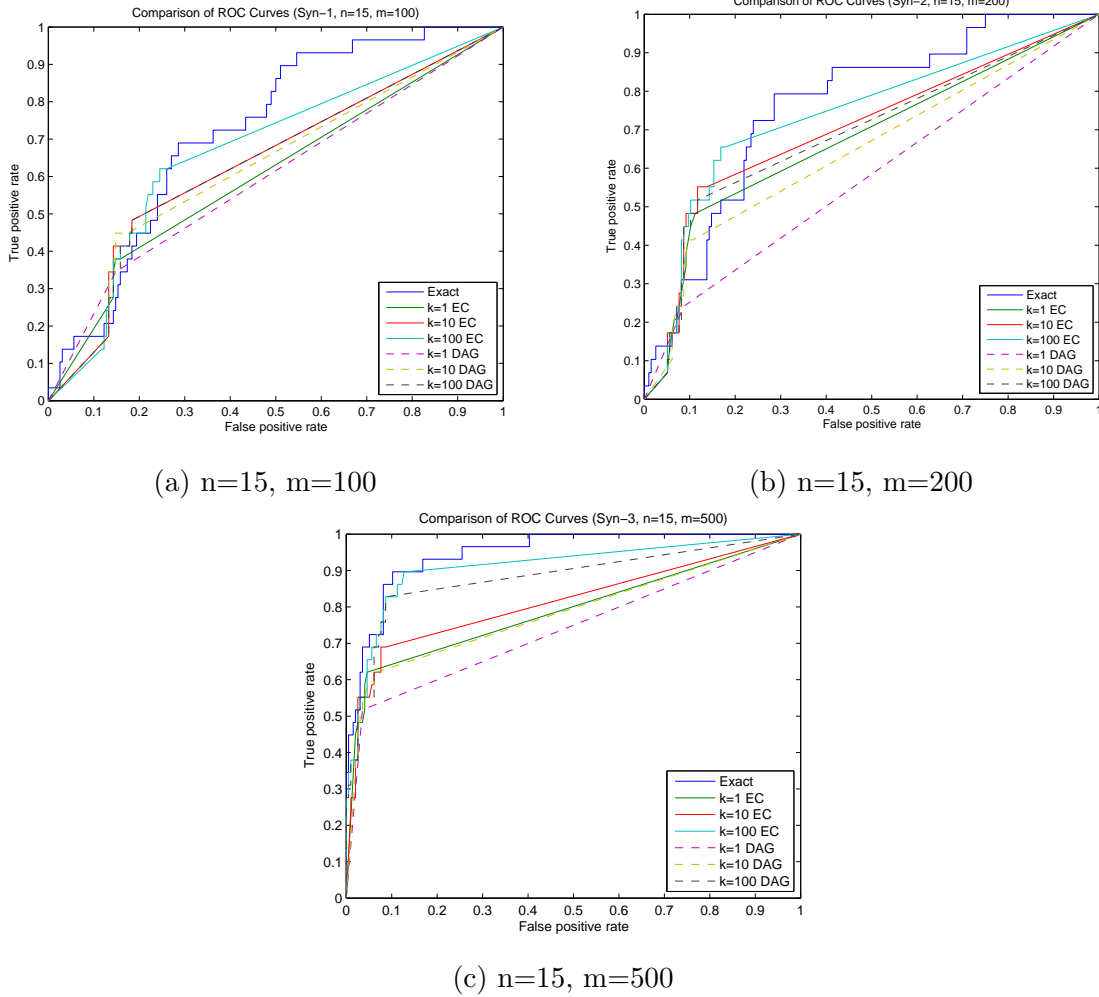 Comparison of ROC Curves (Syn-1, n=15, m=100)
1
0.9
0.8
0.7
0.6
0.5
0.4
0.3
0.2
0.1
0
True positive rate
Exact
k=1 EC
k=10 EC
k=100 EC
k=1 DAG
k=10 DAG
k=100 DAG
0 0.1 0.2 0.3 0.4 0.5 0.6 0.7 0.8 0.9 1
False positive rate
(a) n=15, m=100
Comparison of ROC Curves (Syn-2, n=15, m=200)
1
0.9
0.8
0.7
0.6
0.5
0.4
0.3
0.2
0.1
0
True positive rate
Exact
k=1 EC
k=10 EC
k=100 EC
k=1 DAG
k=10 DAG
k=100 DAG
0 0.1 0.2 0.3 0.4 0.5 0.6 0.7 0.8 0.9 1
False positive rate
(b) n=15, m=200
Comparison of ROC Curves (Syn-3, n=15, m=500)
1
0.9
0.8
0.7
0.6
0.5
0.4
0.3
0.2
0.1
0
True positive rate
Exact
k=1 EC
k=10 EC
k=100 EC
k=1 DAG
k=10 DAG
k=100 DAG
0 0.1 0.2 0.3 0.4 0.5 0.6 0.7 0.8 0.9 1
False positive rate
(c) n=15, m=500